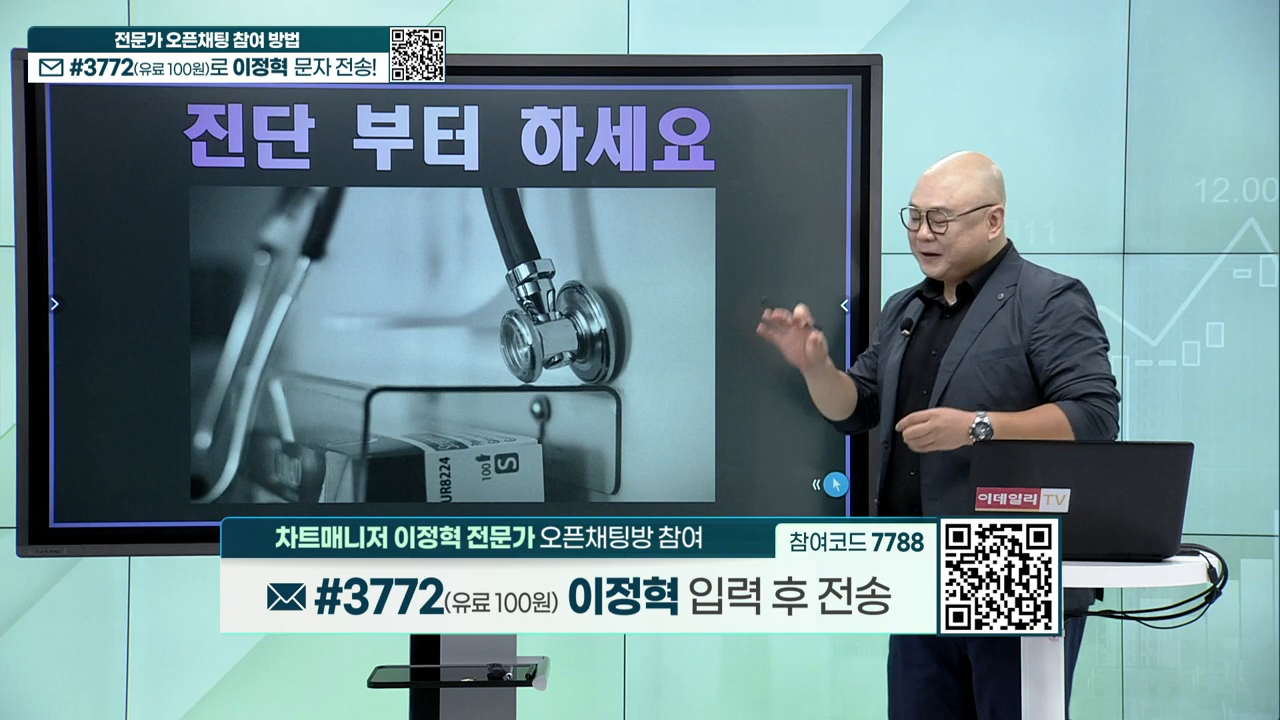 전문가 오픈채팅 참여 방법
#3772(유료 100원)로 이정혁 문자 전송!
진단 부터 하세요
12.00
011
UR8224
100
S
이데일리 TV
차트매니저 이정혁 전문가 오픈채팅방 참여
참여코드 7788
#3772(유료 100원) 이정혁 입력 후 전송